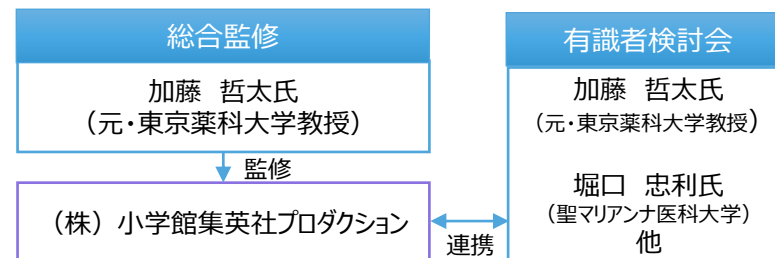 総合監修
加藤 哲太氏
（元・東京薬科大学教授）
監修
（株）小学館集英社プロダクション
連携
有識者検討会
加藤 哲太氏
（元・東京薬科大学教授）
堀口 忠利氏
（聖マリアンナ医科大学）
他